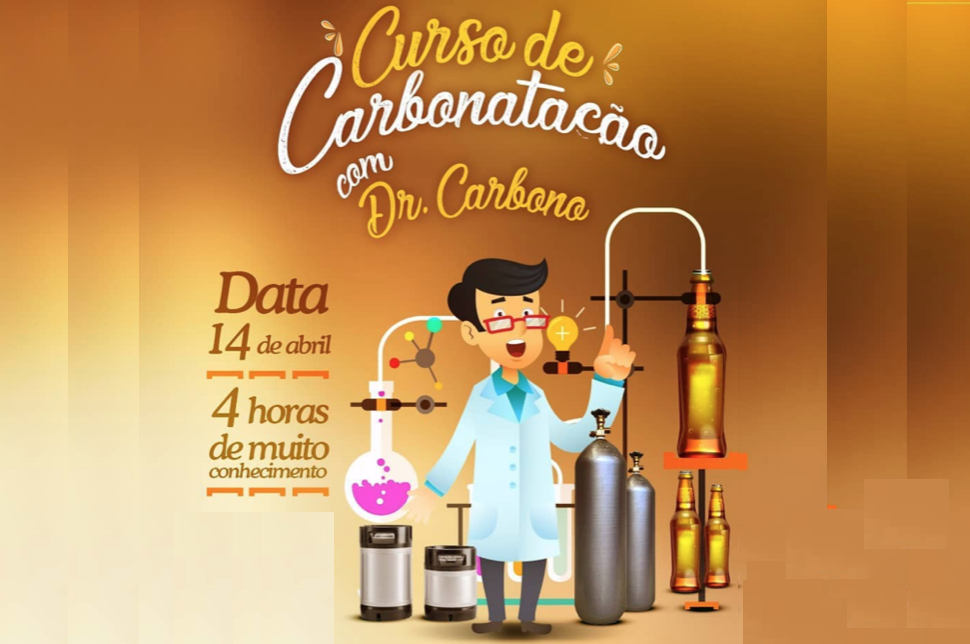 Curso de
Carbonatação
com
Dr. Carbono
Data
14 de abril
4 horas
de muito
conhecimento